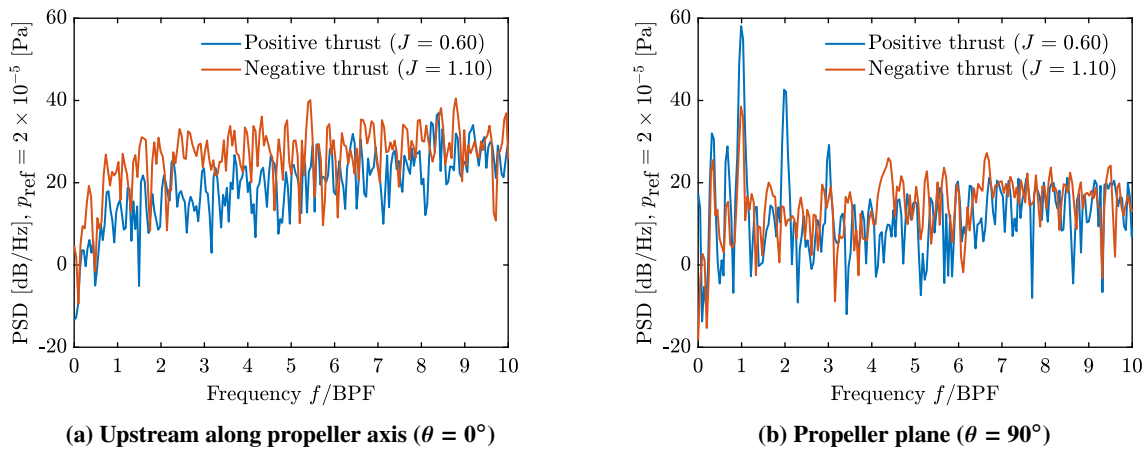 PSD [dB/Hz], p_ref = 2 × 10⁻⁵ [Pa]
60
40
20
0
-20
Positive thrust (J = 0.60)
Negative thrust (J = 1.10)
0 1 2 3 4 5 6 7 8 9 10
Frequency f/BPF
(a) Upstream along propeller axis (θ = 0°)
PSD [dB/Hz], p_ref = 2 × 10⁻⁵ [Pa]
60
40
20
0
-20
Positive thrust (J = 0.60)
Negative thrust (J = 1.10)
0 1 2 3 4 5 6 7 8 9 10
Frequency f/BPF
(b) Propeller plane (θ = 90°)